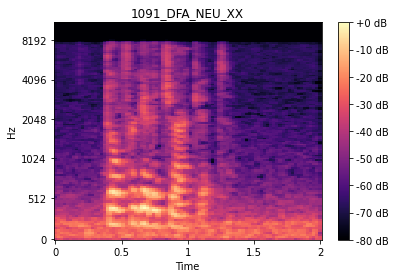 1091_DFA_NEU_XX
+0 dB
8192
-10 dB
4096
-20 dB
-30 dB
2048
Hz
-40 dB
1024
-50 dB
512
-60 dB
-70 dB
0
-80 dB
0
0.5
1
1.5
2
Time